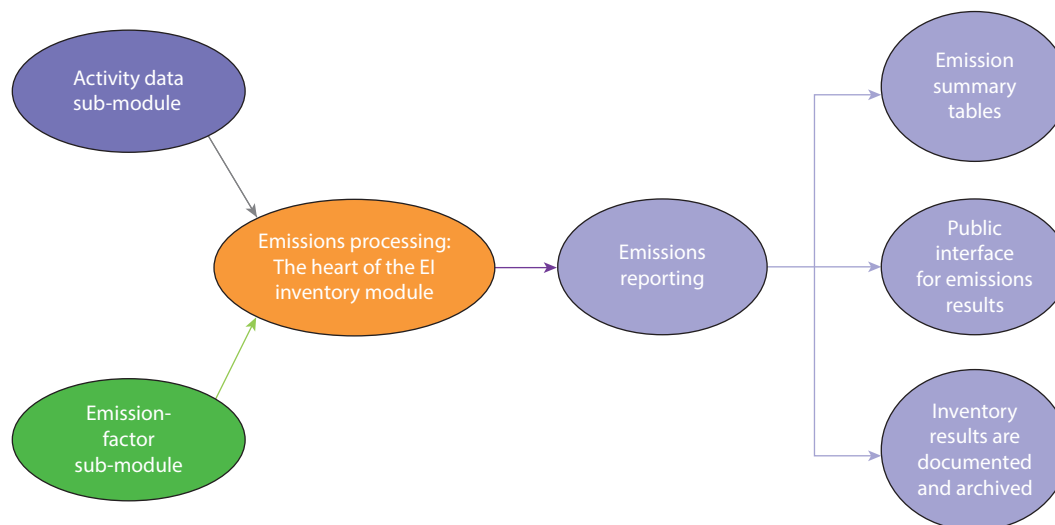 Activity data
sub-module
Emission-
factor
sub-module
Emissions processing:
The heart of the EI
inventory module
Emissions
reporting
Emission
summary
tables
Public
interface
for emissions
results
Inventory
results are
documented
and archived